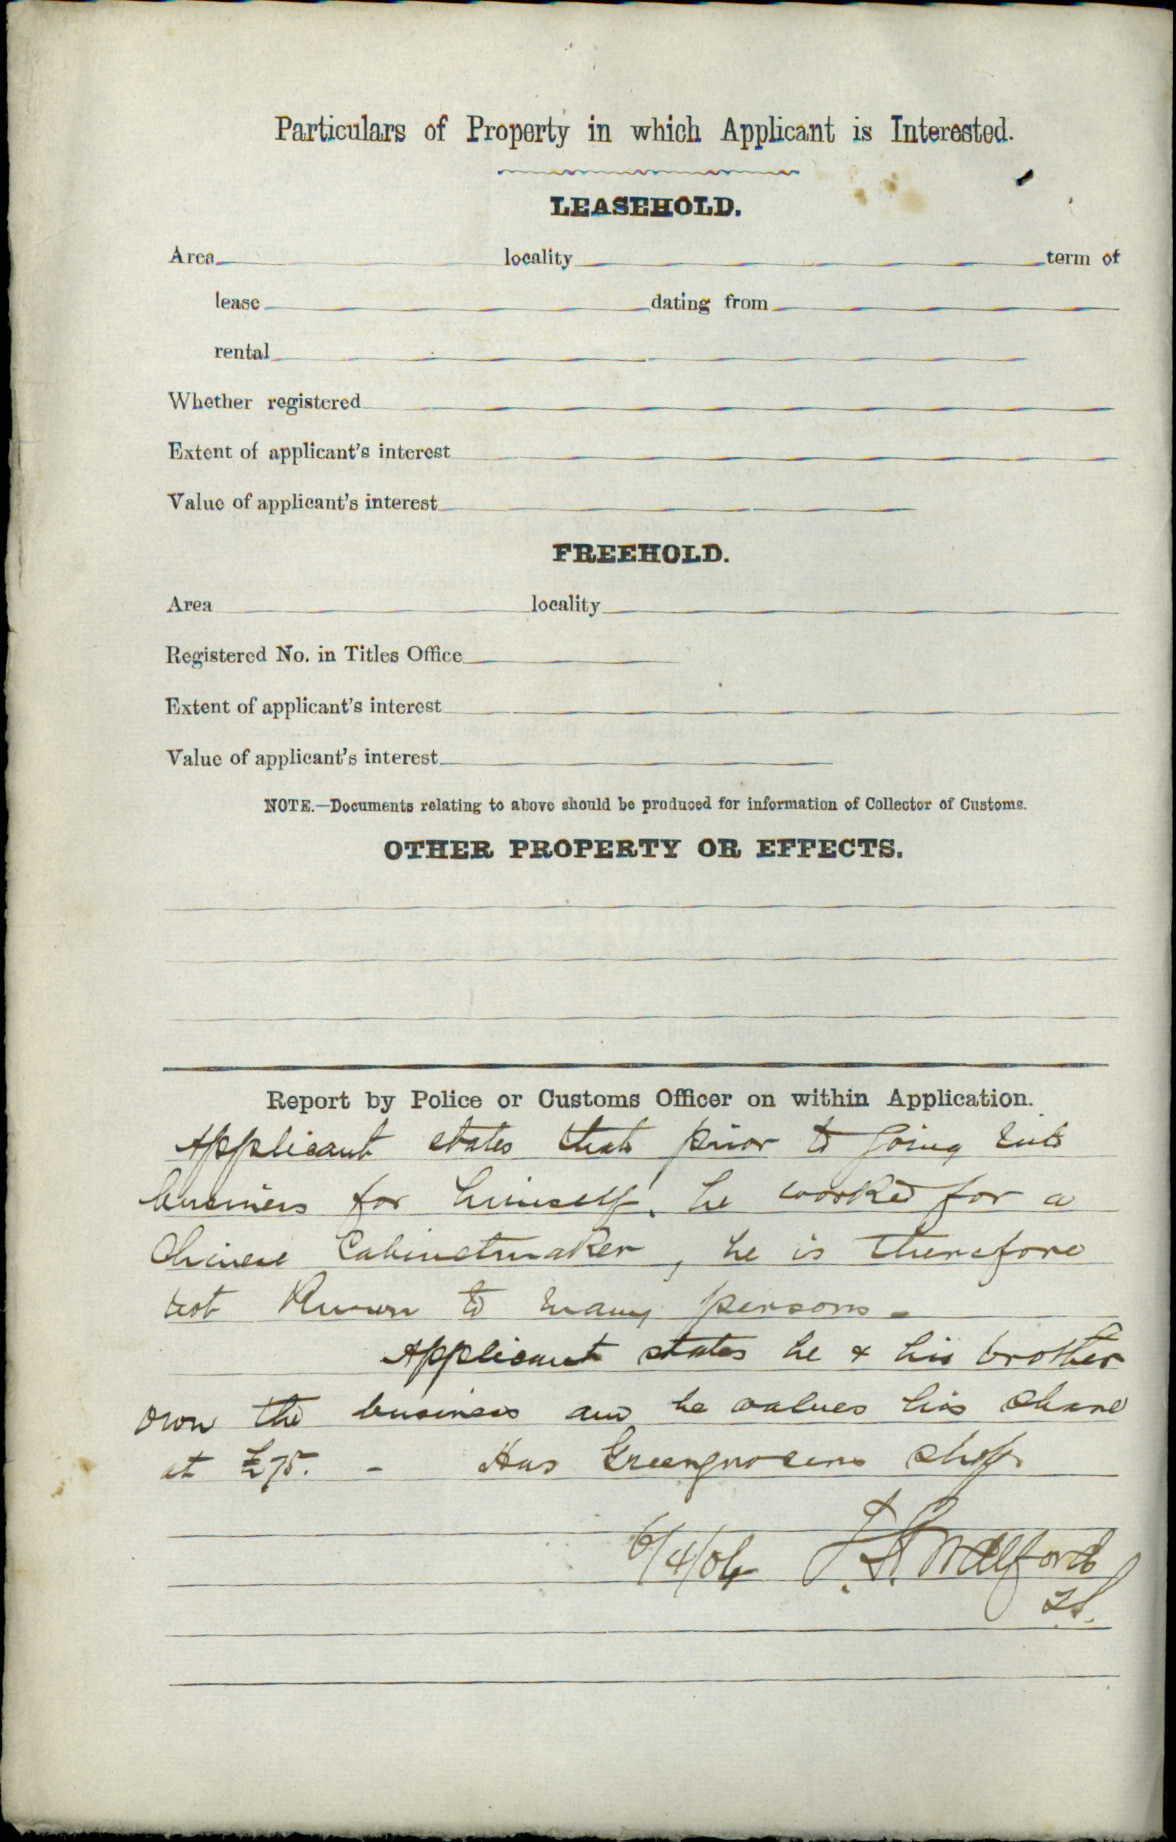 Particulars of Property in which Applicant is Interested.
LEASEHOLD.
Area locality term of
lease dating from
rental
Whether registered
Extent of applicant's interest
Value of applicant's interest
FREEHOLD.
Area locality
Registered No. in Titles Office
Extent of applicant's interest
Value of applicant's interest
NOTE.—Documents relating to above should be produced for information of Collector of Customs.
OTHER PROPERTY OR EFFECTS.
Report by Police or Customs Officer on within Application.
Applicant states that prior to going into
business for himself, he worked for a
Chinese Cabinetmaker, he is therefore
not known to many persons -
Applicant states he & his brother
own the business and he values his share
at £75. - Has Greengrocers shop.
6/4/04